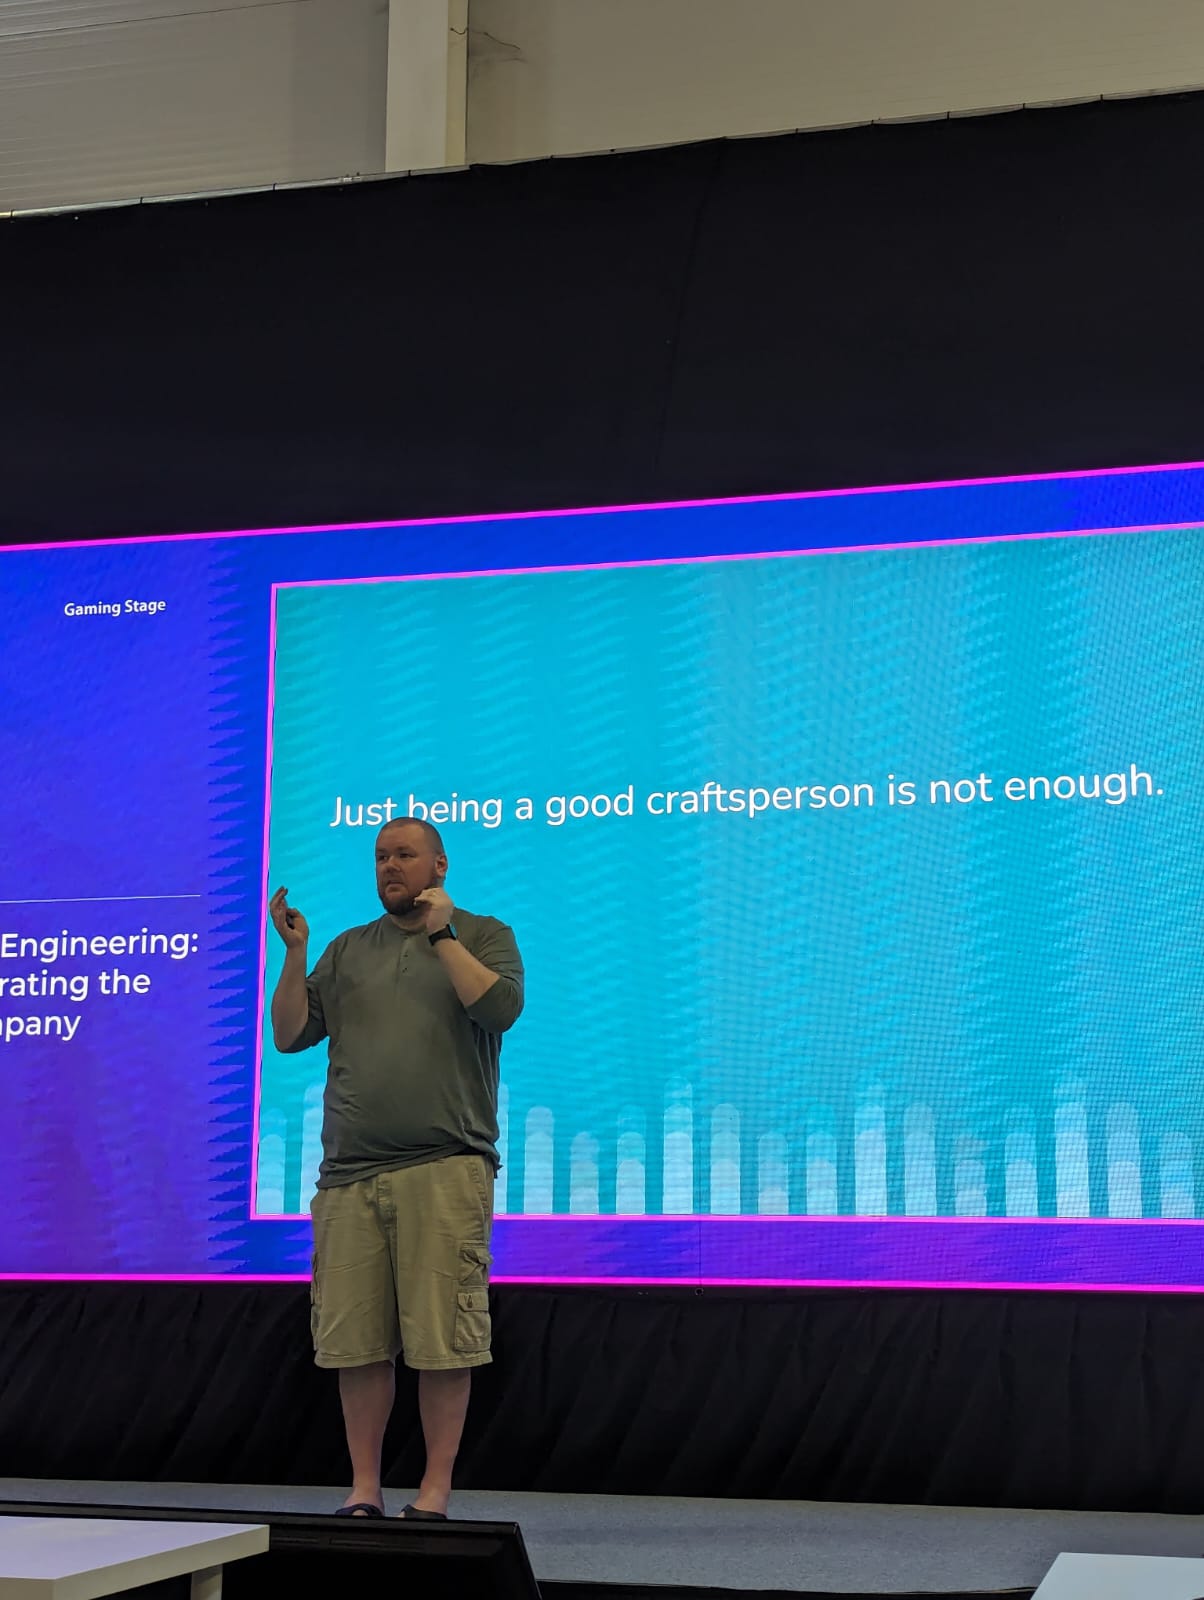 Gaming Stage
Just being a good craftsperson is not enough.
Engineering:
rating the
pany